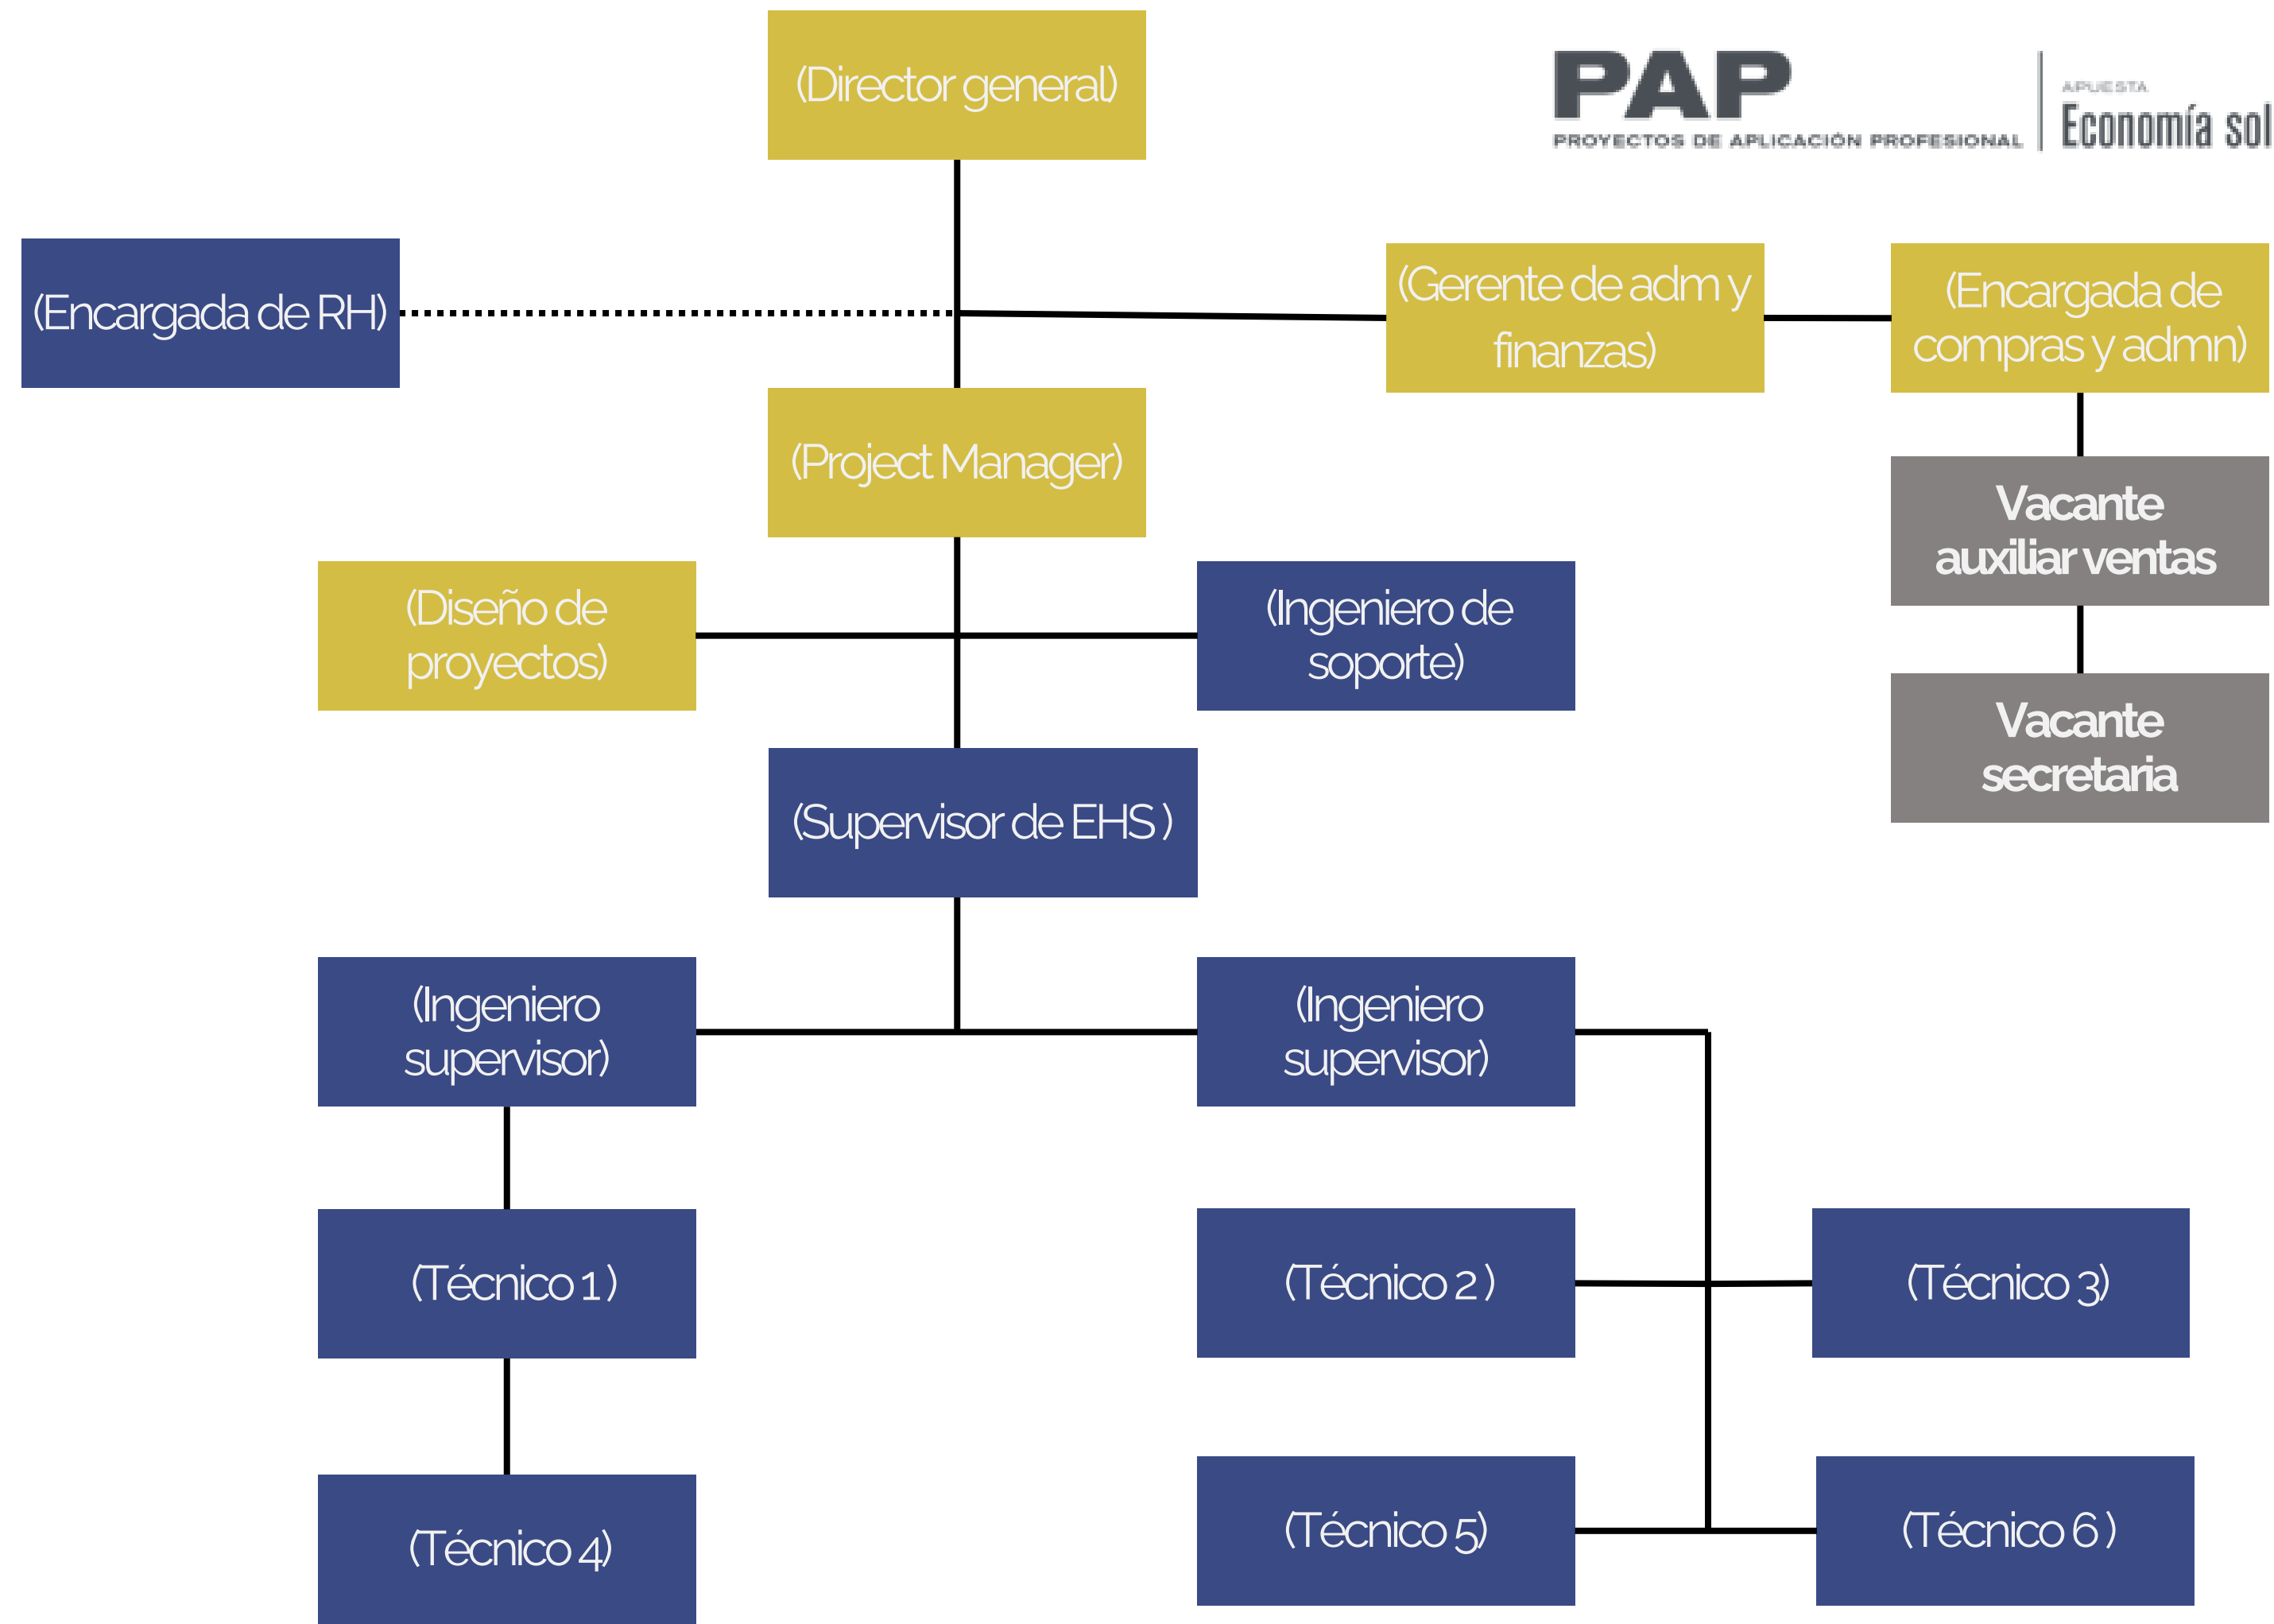 (Director general)
PAP
PROYECTOS DE APLICACIÓN PROFESIONAL
APUESTA
Economía sol
(Encargada de RH)
(Gerente de adm y
finanzas)
(Encargada de
compras y admn)
(Project Manager)
Vacante
auxiliar ventas
(Diseño de
proyectos)
(Ingeniero de
soporte)
Vacante
secretaria
(Supervisor de EHS )
(Ingeniero
supervisor)
(Ingeniero
supervisor)
(Técnico 1 )
(Técnico 2 )
(Técnico 3)
(Técnico 4)
(Técnico 5)
(Técnico 6 )